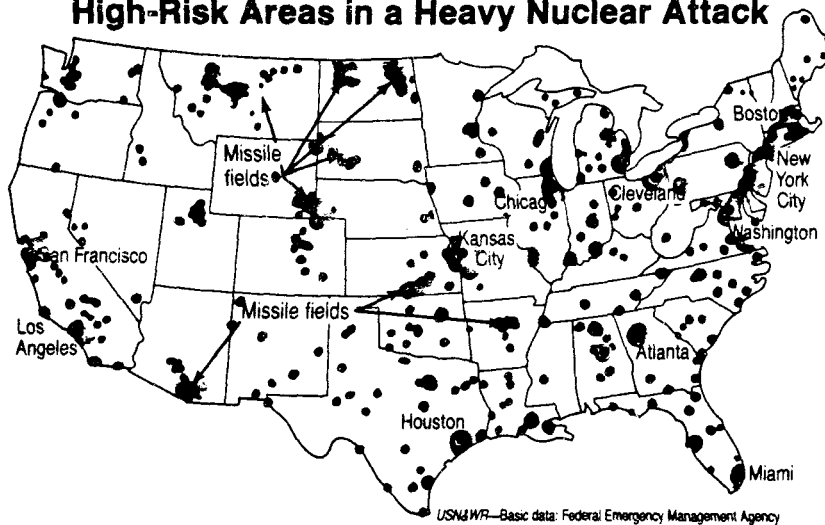 High-Risk Areas in a Heavy Nuclear Attack
Boston
Missile
fields
New
York
City
Chicago
Cleveland
Washington
Kansas
City
San Francisco
Missile fields
Los
Angeles
Atlanta
Houston
Miami
USN&WR—Basic data: Federal Emergency Management Agency